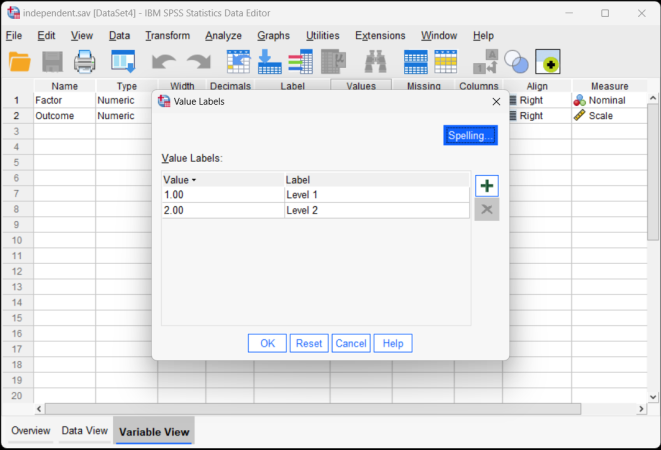 independent.sav [DataSet4] - IBM SPSS Statistics Data Editor
File Edit View Data Transform Analyze Graphs Utilities Extensions Window Help
Name Type Width Decimals Label Values Missing Columns Align Measure
1 Factor Numeric Right Nominal
2 Outcome Numeric Right Scale
3
4
5
6
7
8
9
10
11
12
13
14
15
16
17
18
19
20
Value Labels
Spelling...
Value Labels:
Value Label
1.00 Level 1
2.00 Level 2
OK Reset Cancel Help
Overview Data View Variable View